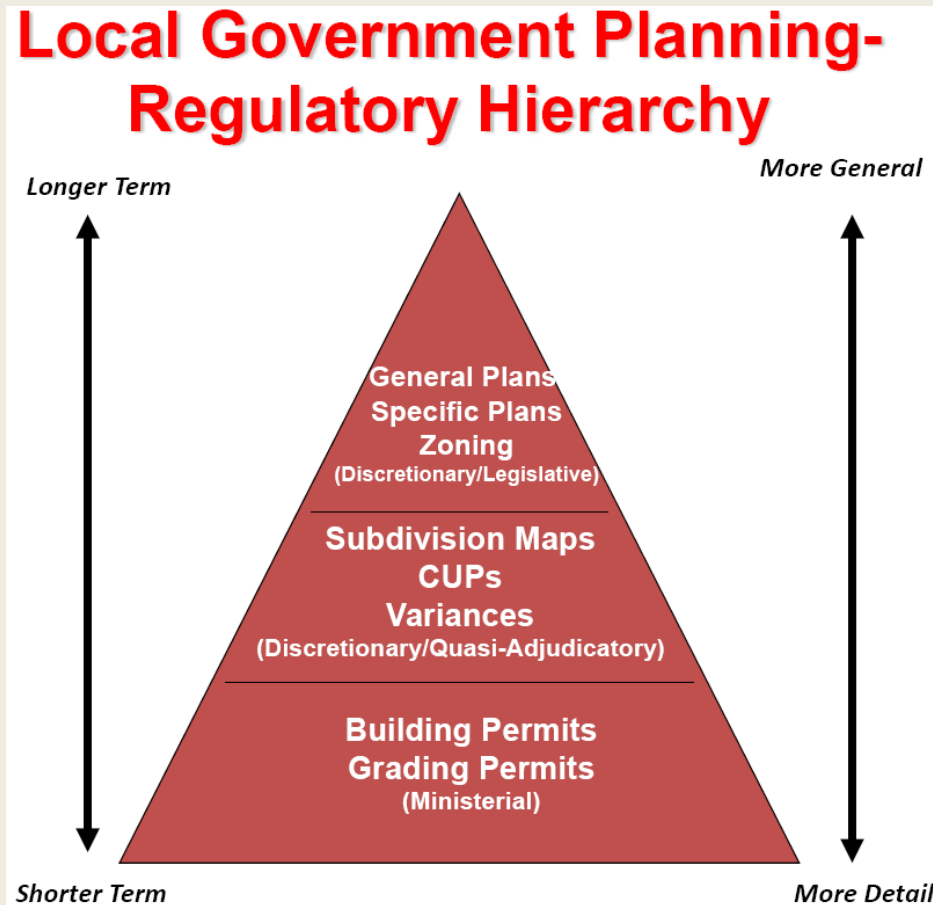 Local Government Planning-
Regulatory Hierarchy
Longer Term
More General
General Plans
Specific Plans
Zoning
(Discretionary/Legislative)
Subdivision Maps
CUPs
Variances
(Discretionary/Quasi-Adjudicatory)
Building Permits
Grading Permits
(Ministerial)
Shorter Term
More Detail